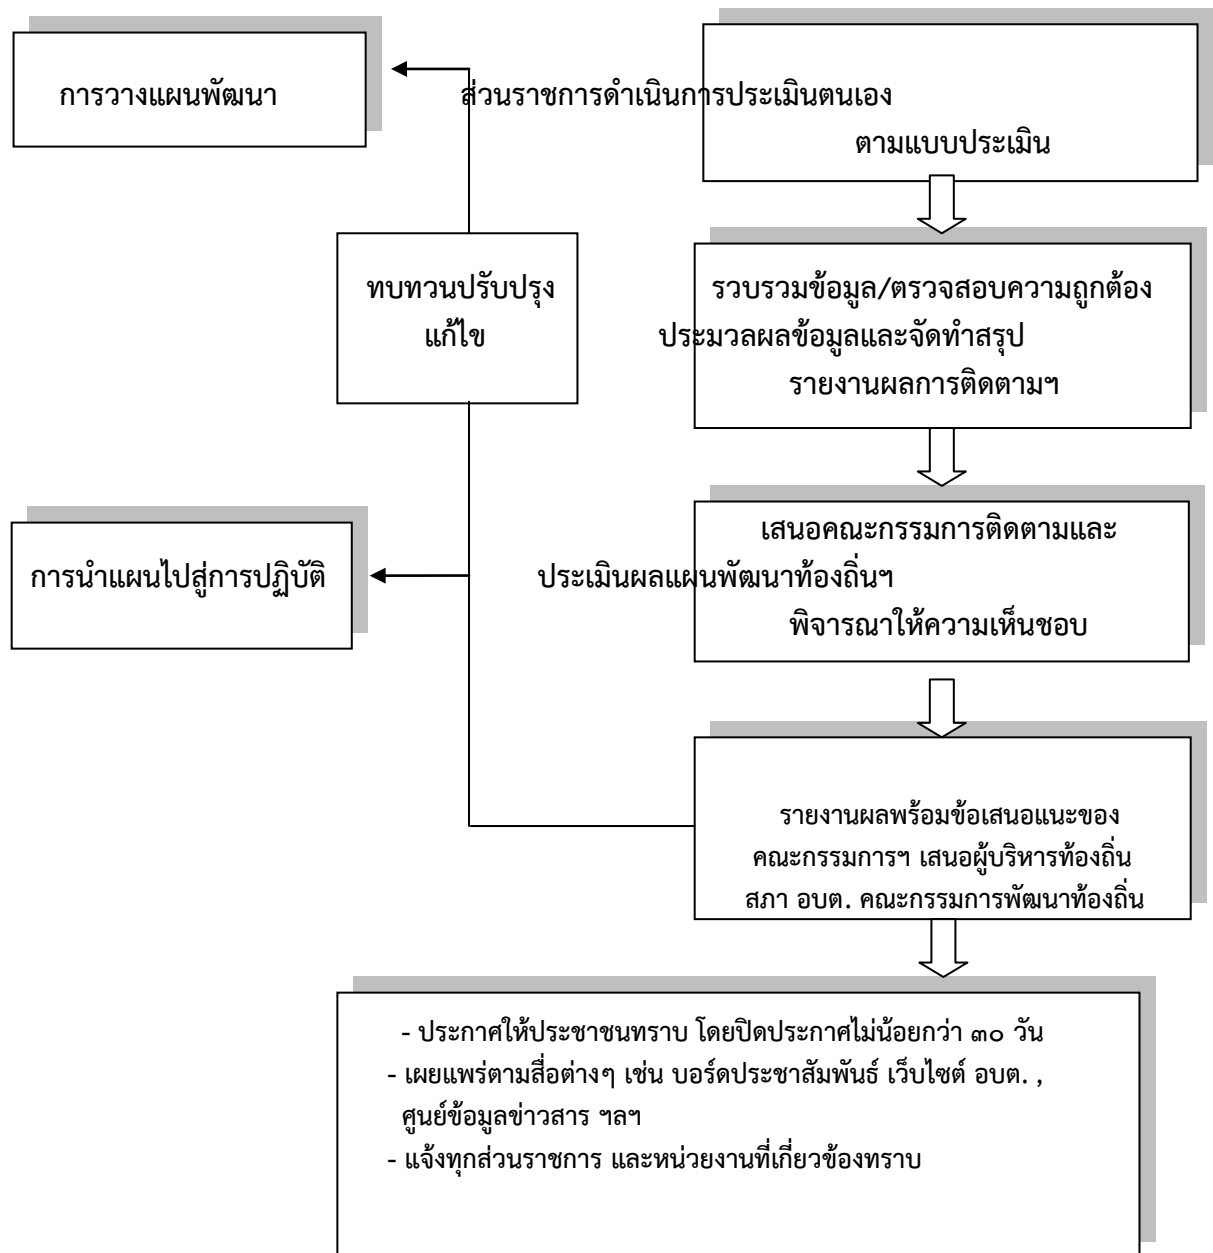 การวางแผนพัฒนา
ส่วนราชการดำเนินการประเมินตนเอง
ตามแบบประเมิน
ทบทวนปรับปรุง
แก้ไข
รวบรวมข้อมูล/ตรวจสอบความถูกต้อง
ประมวลผลข้อมูลและจัดทำสรุป
รายงานผลการติดตามฯ
การนำแผนไปสู่การปฏิบัติ
เสนอคณะกรรมการติดตามและ
ประเมินผลแผนพัฒนาท้องถิ่นฯ
พิจารณาให้ความเห็นชอบ
รายงานผลพร้อมข้อเสนอแนะของ
คณะกรรมการฯ เสนอผู้บริหารท้องถิ่น
สภา อบต. คณะกรรมการพัฒนาท้องถิ่น
- ประกาศให้ประชาชนทราบ โดยปิดประกาศไม่น้อยกว่า ๓๐ วัน
- เผยแพร่ตามสื่อต่างๆ เช่น บอร์ดประชาสัมพันธ์ เว็บไซต์ อบต. ,
ศูนย์ข้อมูลข่าวสาร ฯลฯ
- แจ้งทุกส่วนราชการ และหน่วยงานที่เกี่ยวข้องทราบ